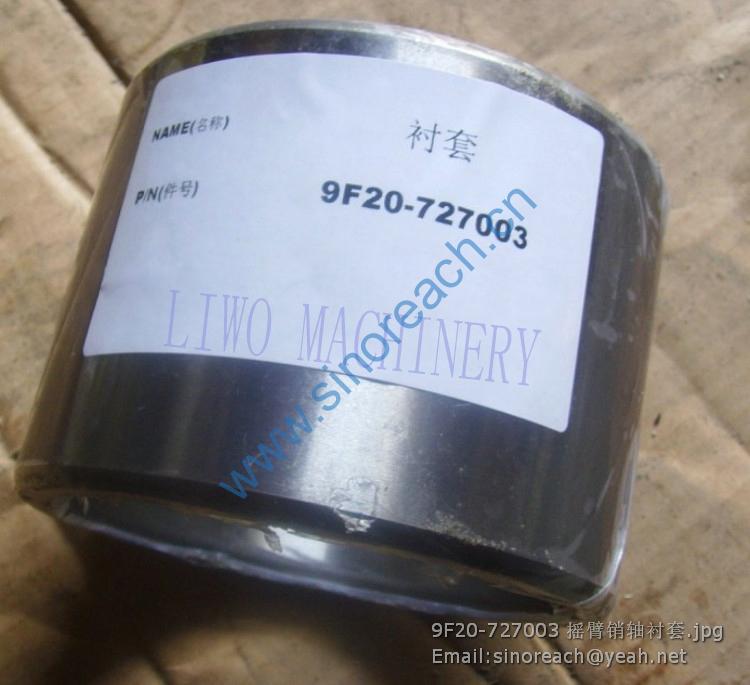 NAME(名称) 衬套
P/N(件号) 9F20-727003
LIWO MACHINERY
www.sinoreach.cn
9F20-727003 摇臂销轴衬套.jpg
Email:sinoreach@yeah.net